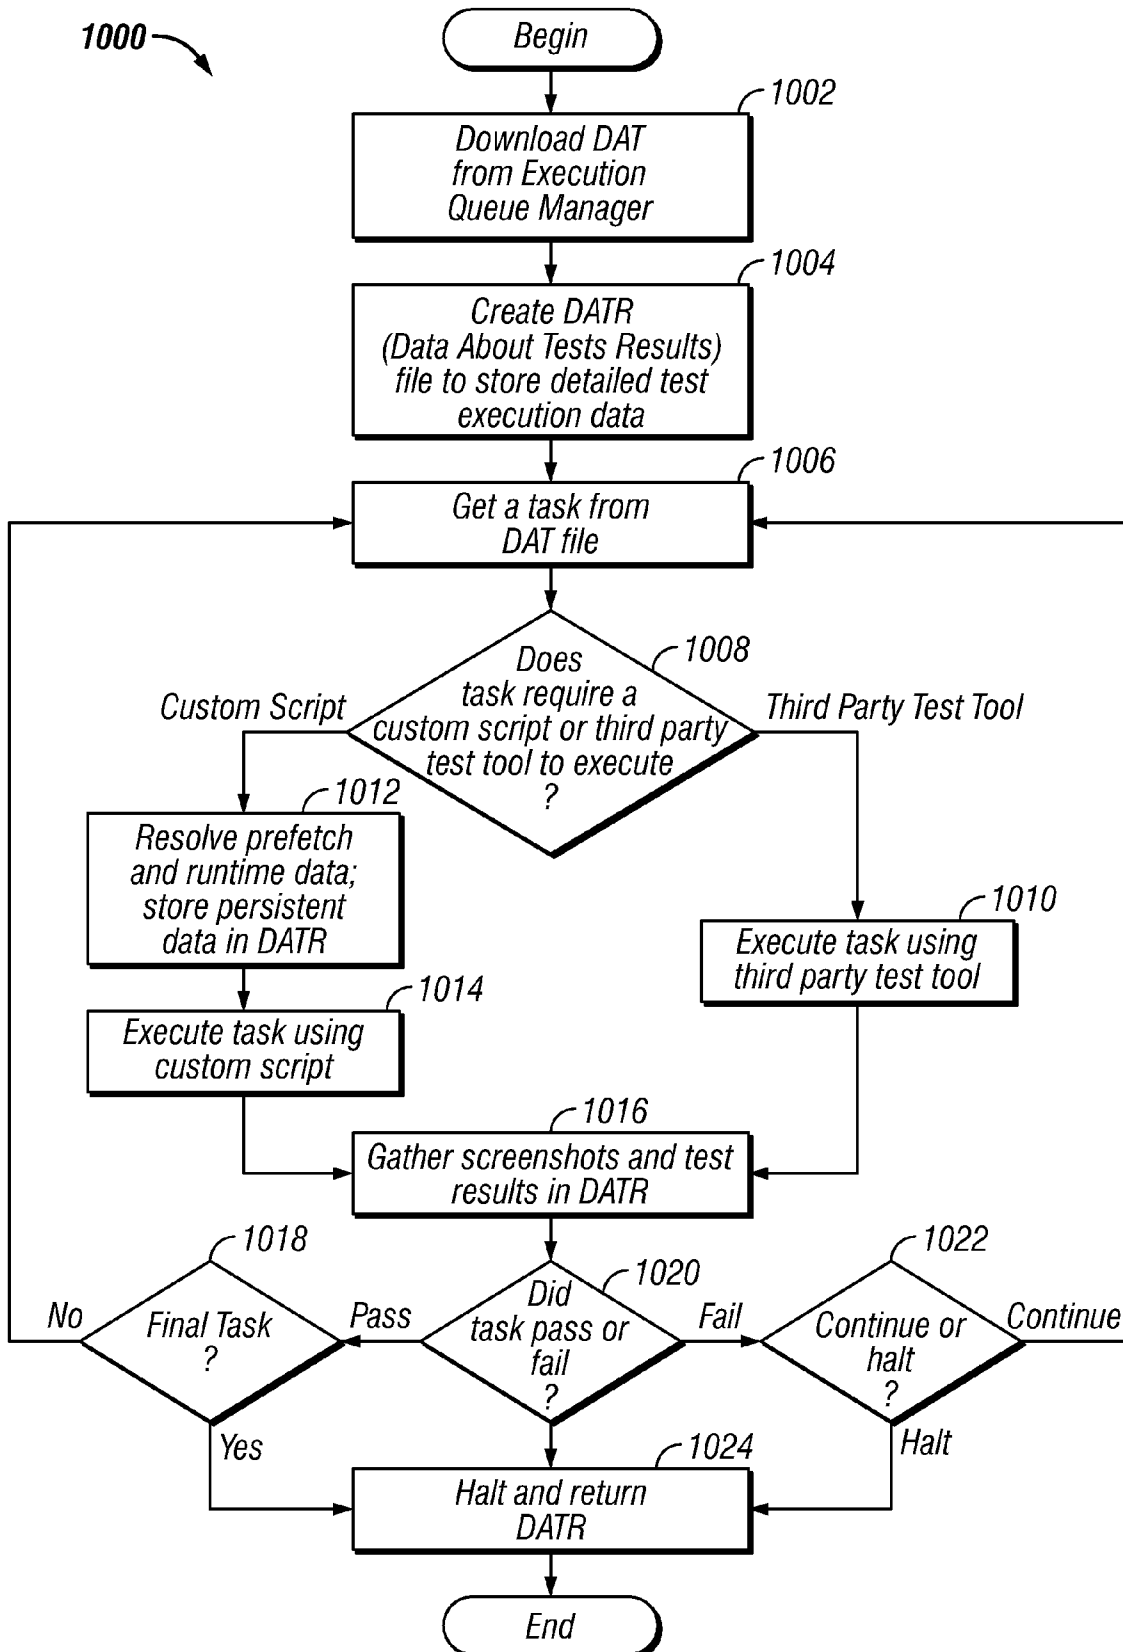 1000
Begin
1002
Download DAT
from Execution
Queue Manager
1004
Create DATR
(Data About Tests Results)
file to store detailed test
execution data
1006
Get a task from
DAT file
1008
Does
task require a
custom script or third party
test tool to execute
?
Custom Script
Third Party Test Tool
1012
Resolve prefetch
and runtime data;
store persistent
data in DATR
1010
Execute task using
third party test tool
1014
Execute task using
custom script
1016
Gather screenshots and test
results in DATR
1018
Final Task
?
No
Pass
Yes
1020
Did
task pass or
fail
?
Fail
1022
Continue or
halt
?
Continue
Halt
1024
Halt and return
DATR
End